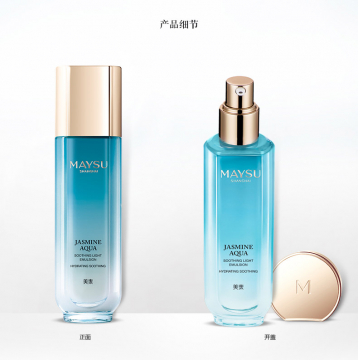 产品细节
MAYSU
JASMINE
AQUA
SOOTHING LIGHT
EMULSION
HYDRATING SOOTHING
美素
正面
MAYSU
JASMINE
AQUA
SOOTHING LIGHT
EMULSION
HYDRATING SOOTHING
美素
M
开盖